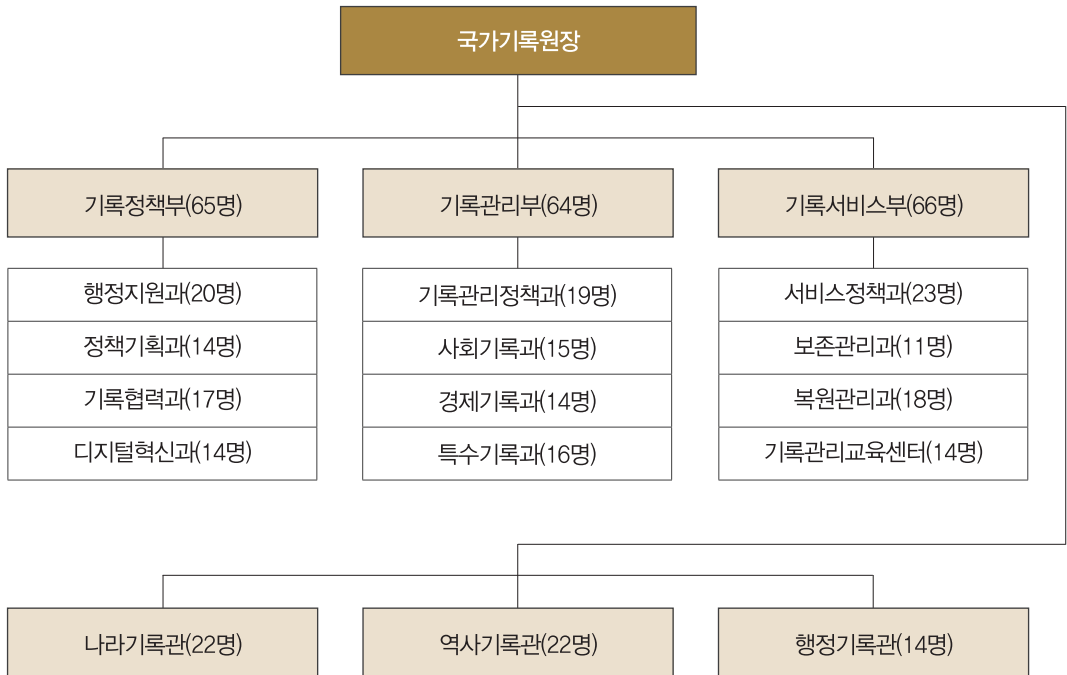 국가기록원장
기록정책부(65명)
행정지원과(20명)
정책기획과(14명)
기록협력과(17명)
디지털혁신과(14명)
기록관리부(64명)
기록관리정책과(19명)
사회기록과(15명)
경제기록과(14명)
특수기록과(16명)
기록서비스부(66명)
서비스정책과(23명)
보존관리과(11명)
복원관리과(18명)
기록관리교육센터(14명)
나라기록관(22명)
역사기록관(22명)
행정기록관(14명)